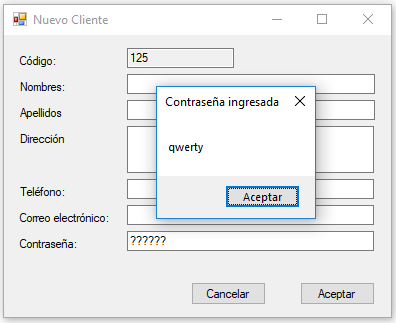 Nuevo Cliente
Código: 125
Nombres:
Contraseña ingresada
Apellidos
Dirección
qwerty
Teléfono:
Aceptar
Correo electrónico:
Contraseña: ??????
Cancelar Aceptar